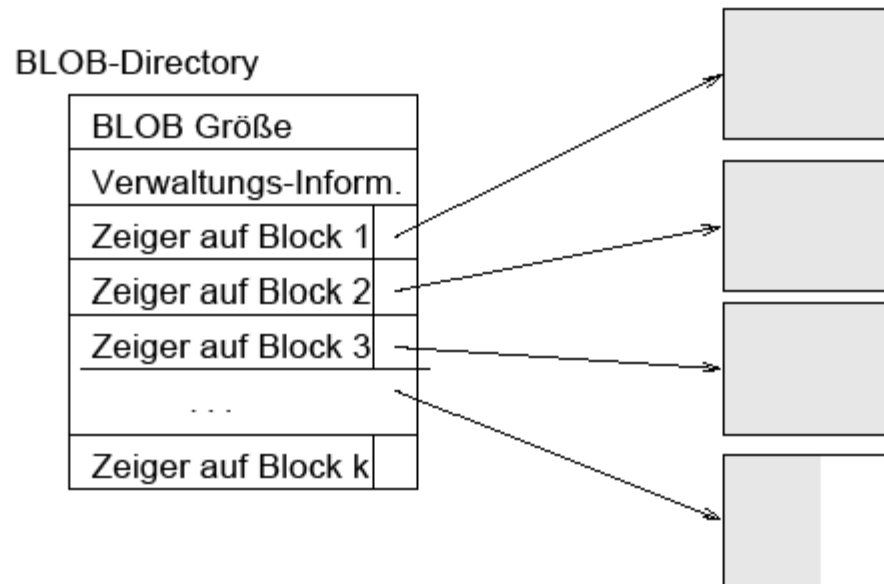 BLOB-Directory
BLOB Größe
Verwaltungs-Inform.
Zeiger auf Block 1
Zeiger auf Block 2
Zeiger auf Block 3
. . .
Zeiger auf Block k